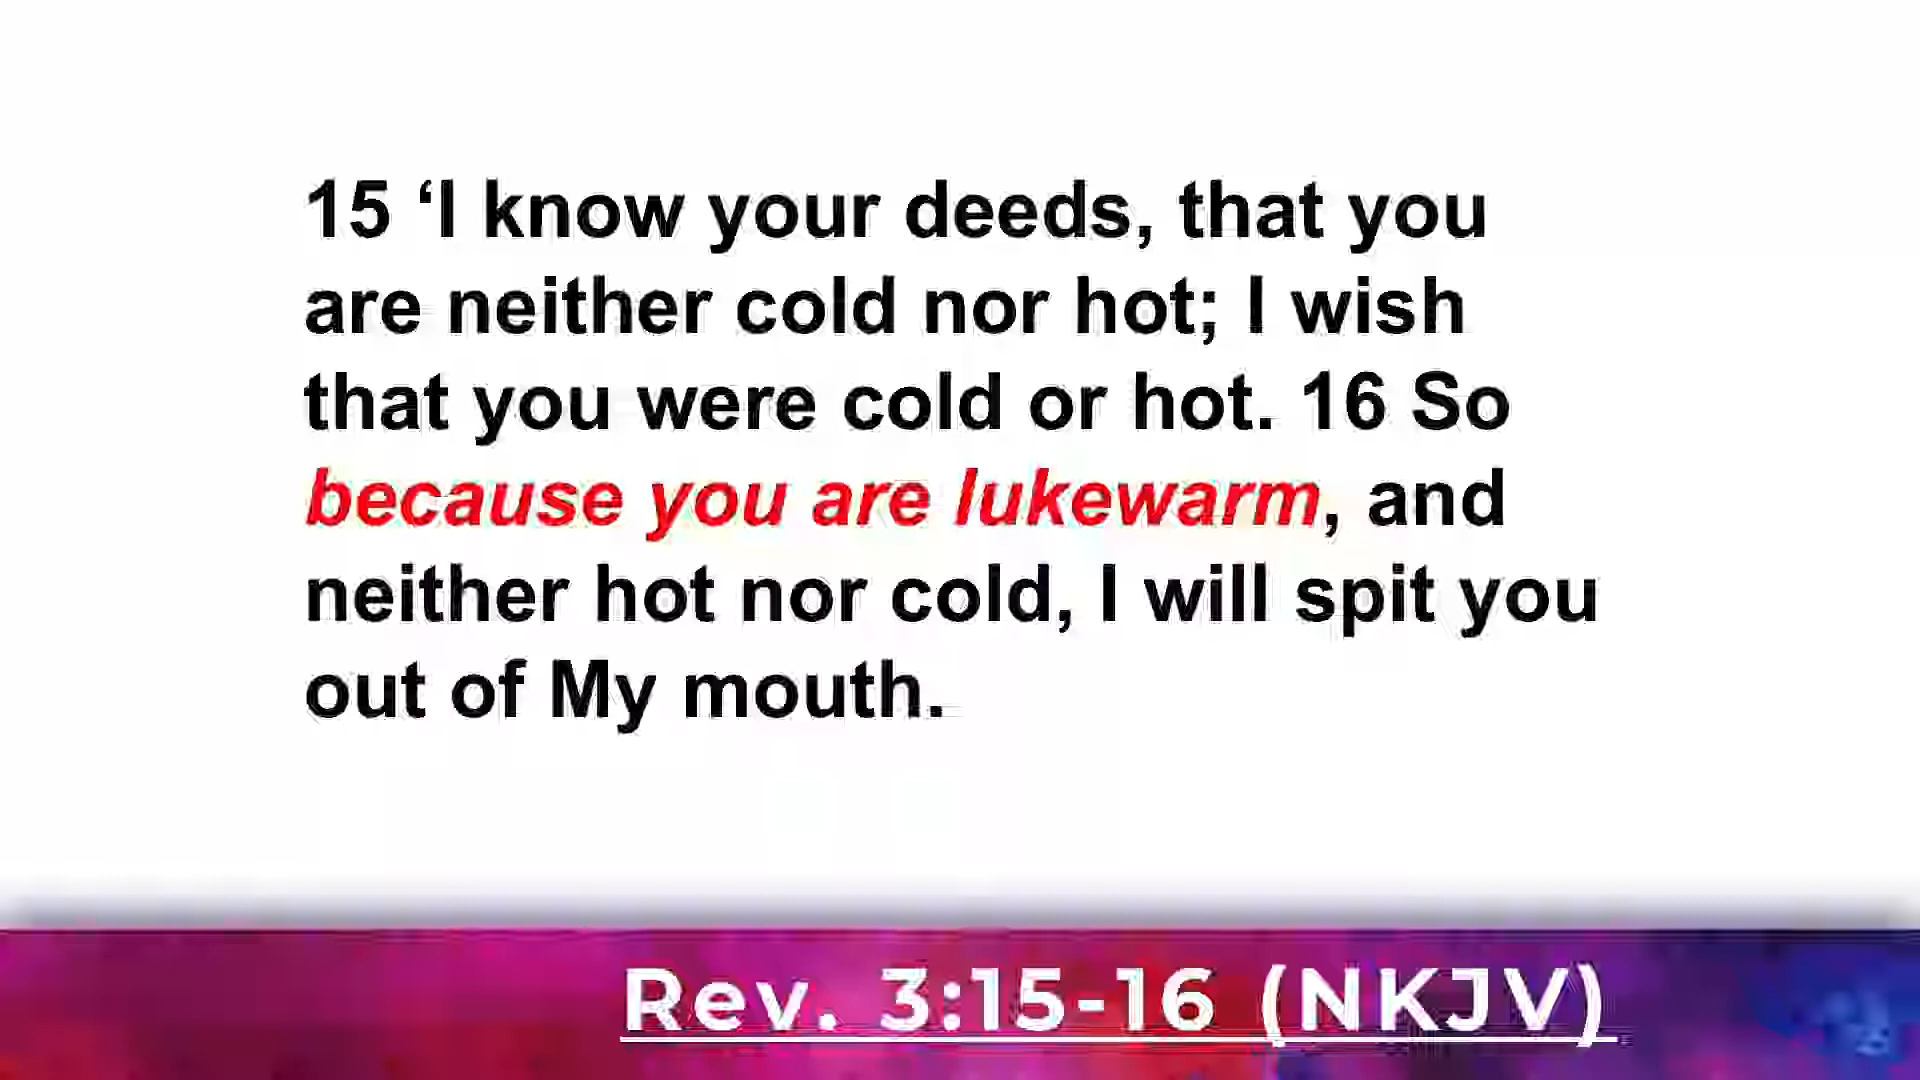 15 ‘I know your deeds, that you
are neither cold nor hot; I wish
that you were cold or hot. 16 So
because you are lukewarm, and
neither hot nor cold, I will spit you
out of My mouth.
Rev. 3:15-16 (NKJV)